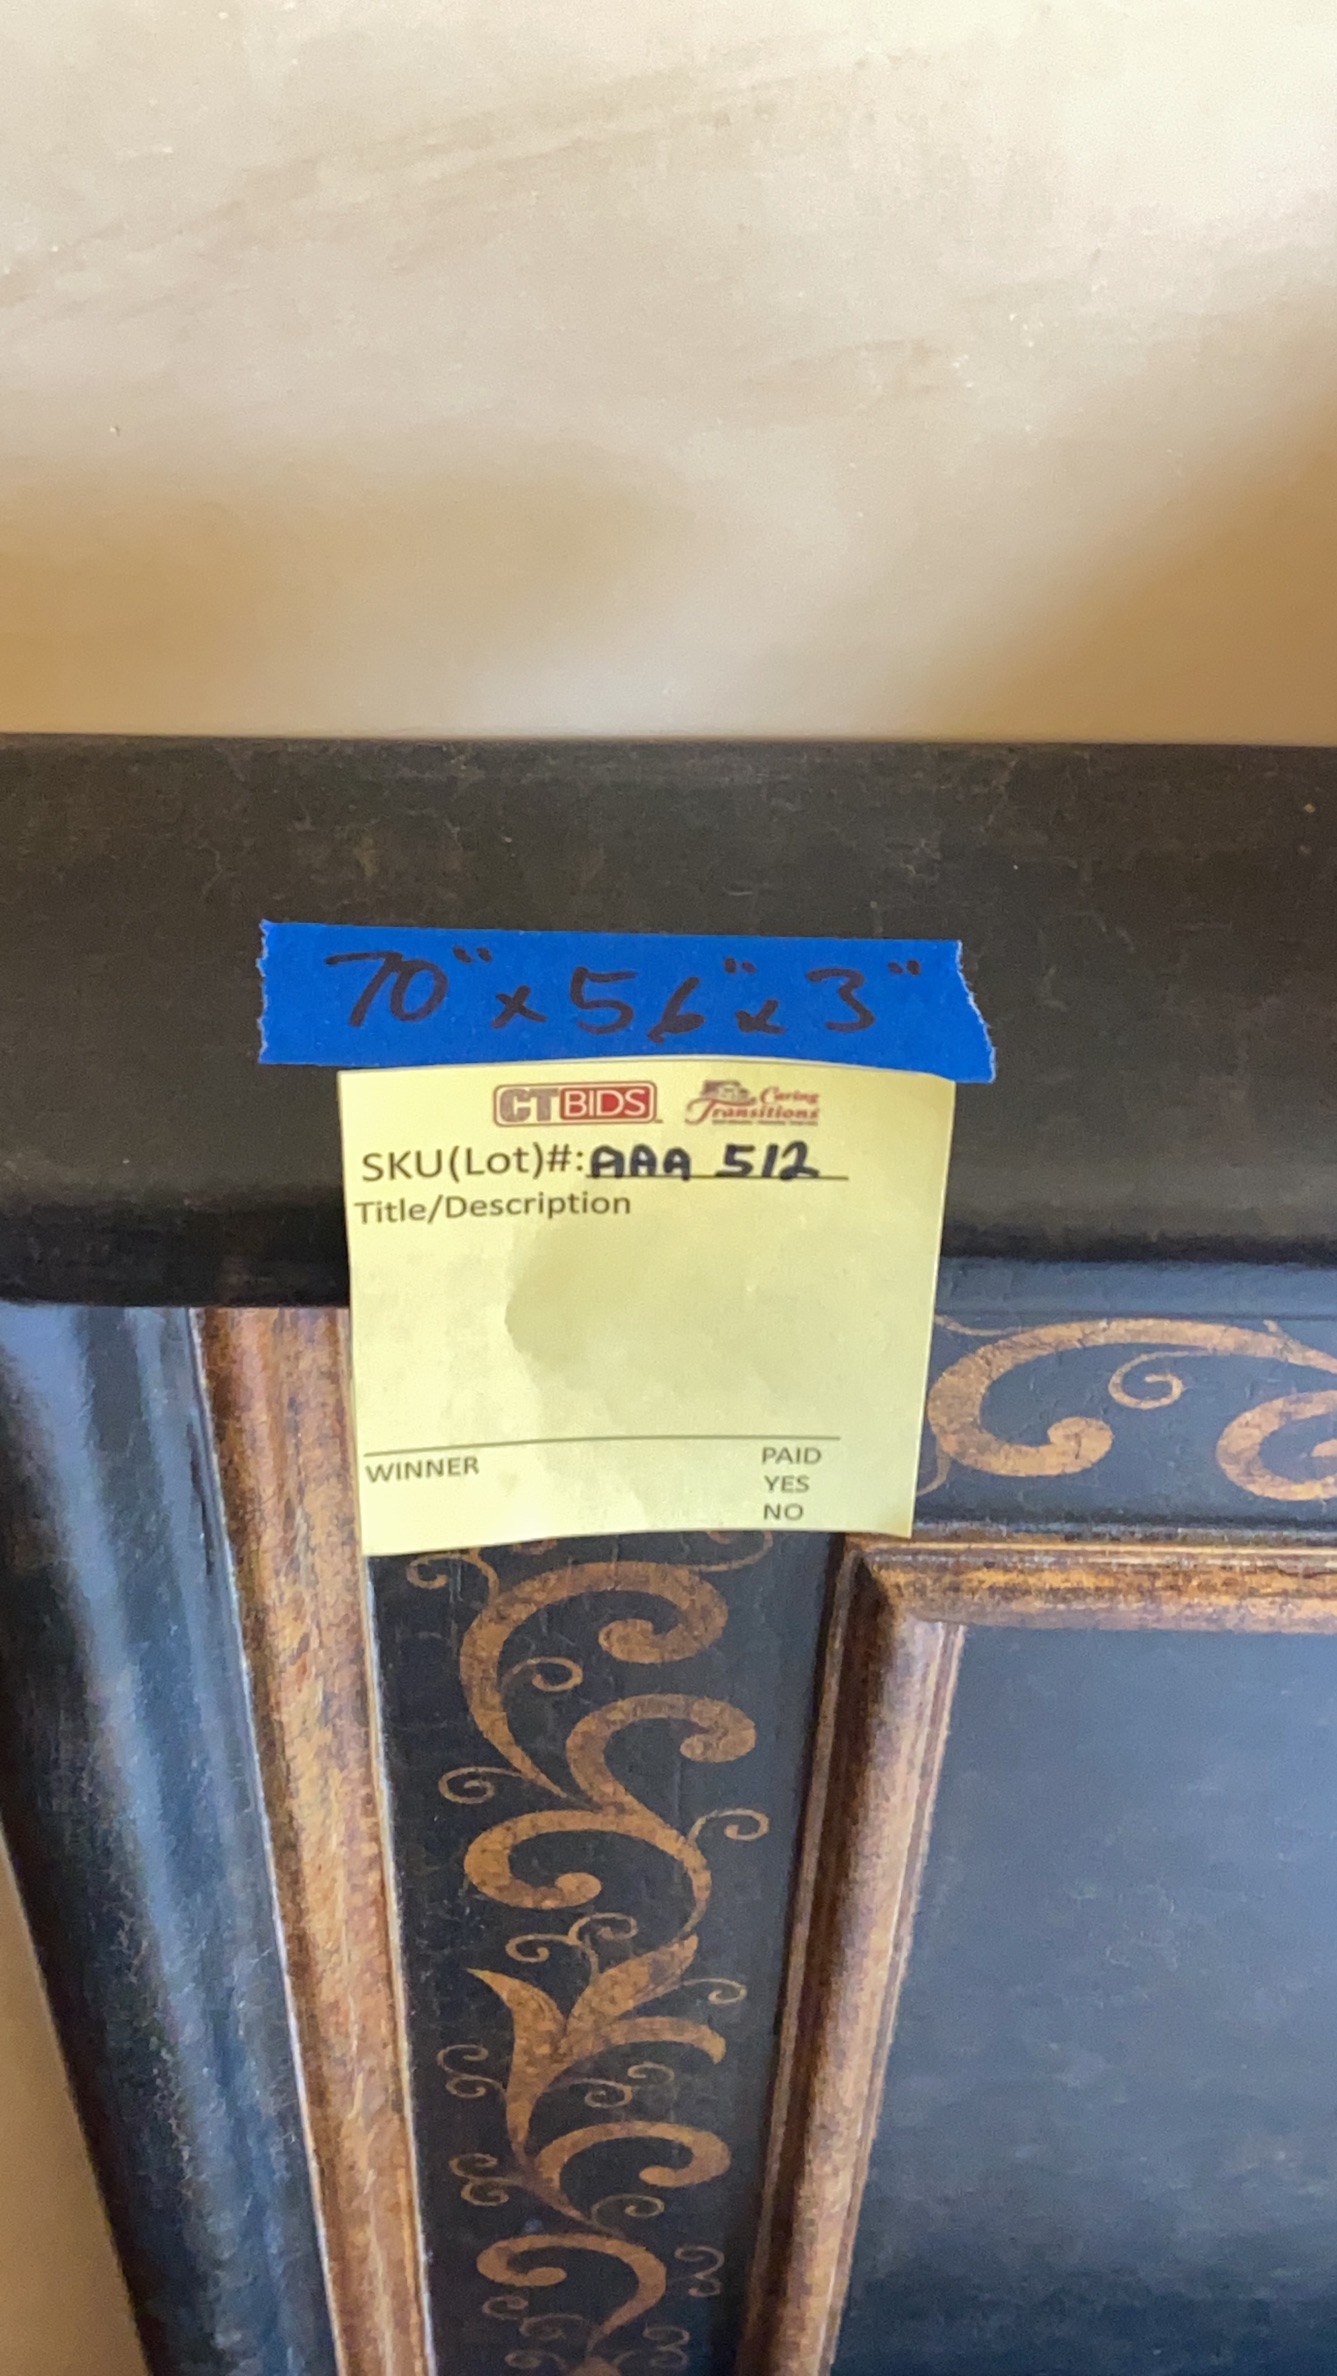 70" x 56" x 3"
CTBIDS Caring Transitions
SKU(Lot)#: AAA 512
Title/Description
WINNER PAID
YES
NO